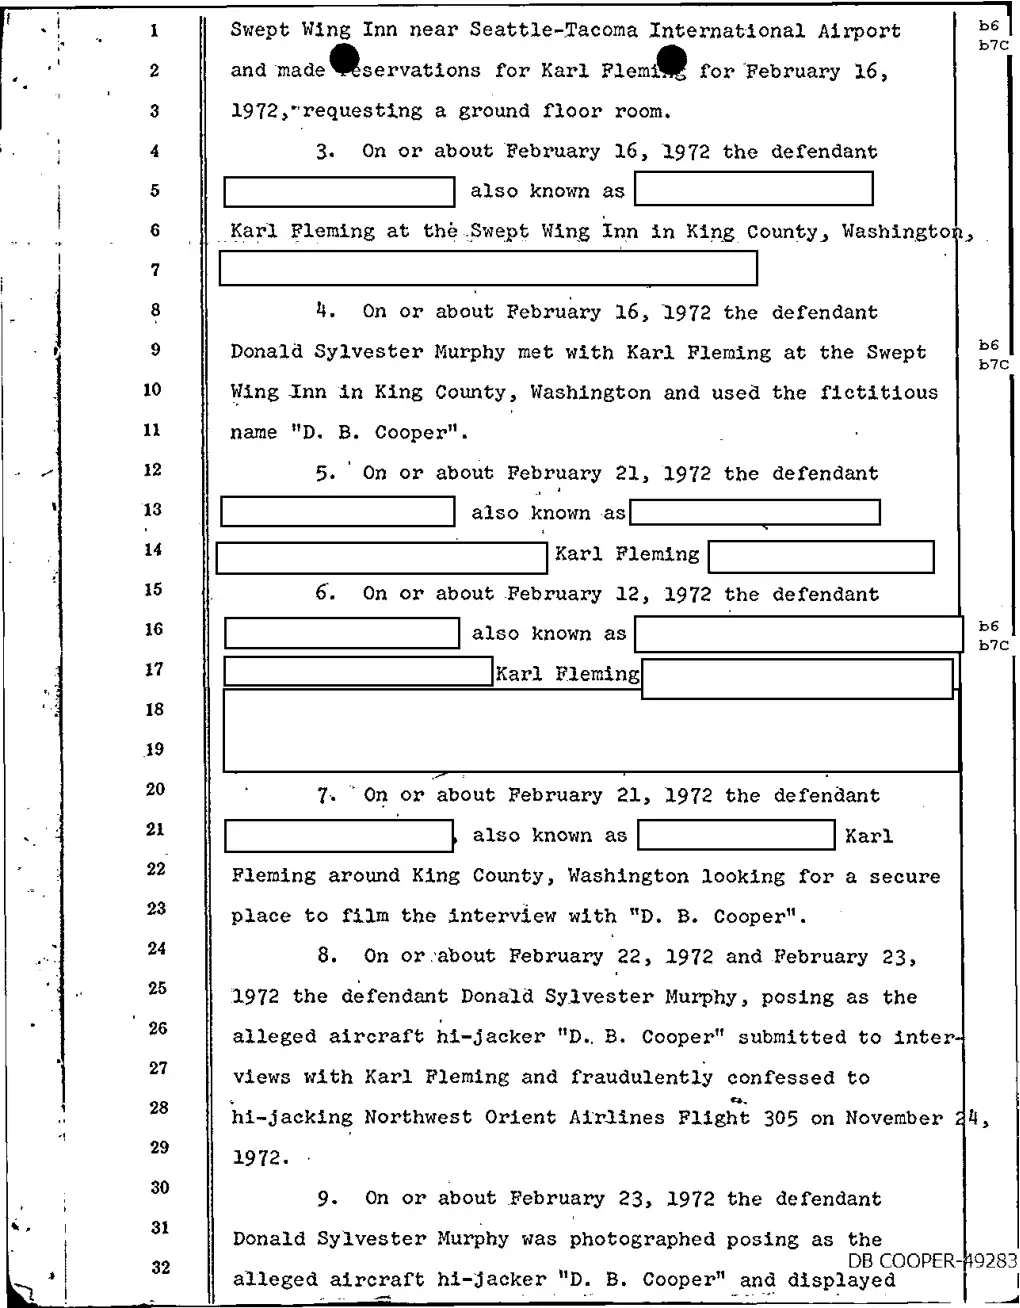 1 Swept Wing Inn near Seattle-Tacoma International Airport b6
b7C
2 and made reservations for Karl Fleming for February 16,
3 1972, requesting a ground floor room.
4 3. On or about February 16, 1972 the defendant
5 also known as
6 Karl Fleming at the Swept Wing Inn in King County, Washington,
7
8 4. On or about February 16, 1972 the defendant
9 Donald Sylvester Murphy met with Karl Fleming at the Swept b6
b7C
10 Wing Inn in King County, Washington and used the fictitious
11 name "D. B. Cooper".
12 5. On or about February 21, 1972 the defendant
13 also known as
14 Karl Fleming
15 6. On or about February 12, 1972 the defendant
16 also known as b6
b7C
17 Karl Fleming
18
19
20 7. On or about February 21, 1972 the defendant
21 , also known as Karl
22 Fleming around King County, Washington looking for a secure
23 place to film the interview with "D. B. Cooper".
24 8. On or about February 22, 1972 and February 23,
25 1972 the defendant Donald Sylvester Murphy, posing as the
26 alleged aircraft hi-jacker "D. B. Cooper" submitted to inter-
27 views with Karl Fleming and fraudulently confessed to
28 hi-jacking Northwest Orient Airlines Flight 305 on November 24,
29 1972.
30 9. On or about February 23, 1972 the defendant
31 Donald Sylvester Murphy was photographed posing as the
DB COOPER-49283
32 alleged aircraft hi-jacker "D. B. Cooper" and displayed